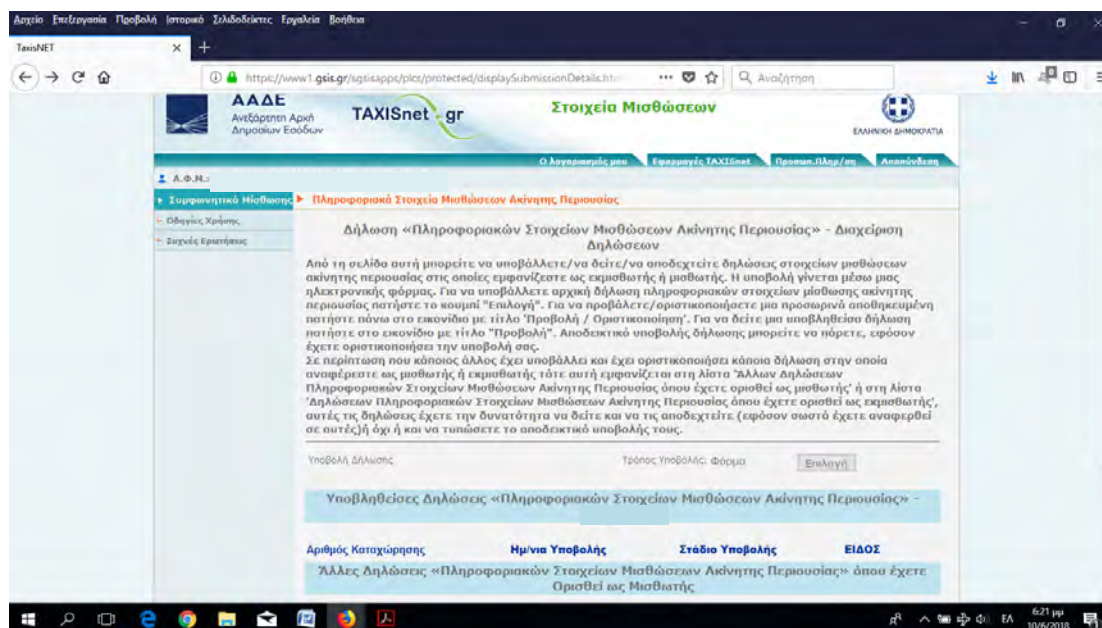 Αρχείο Επεξεργασία Προβολή Ιστορικό Σελιδοδείκτες Εργαλεία Βοήθεια
TaxisNET
https://www1.gsis.gr/sgsisapps/plcs/protected/displaySubmissionDetails.htm
Αναζήτηση
ΑΑΔΕ
Ανεξάρτητη Αρχή
Δημοσίων Εσόδων
TAXISnet gr
Στοιχεία Μισθώσεων
ΕΛΛΗΝΙΚΗ ΔΗΜΟΚΡΑΤΙΑ
Ο λογαριασμός μου Εφαρμογές TAXISnet Προσωπ.Πληρ/ση Αποσύνδεση
Α.Φ.Μ.:
Συμφωνητικά Μίσθωσης
Πληροφοριακά Στοιχεία Μισθώσεων Ακίνητης Περιουσίας
Οδηγίες Χρήσης
Συχνές Ερωτήσεις
Δήλωση «Πληροφοριακών Στοιχείων Μισθώσεων Ακίνητης Περιουσίας» - Διαχείριση
Δηλώσεων
Από τη σελίδα αυτή μπορείτε να υποβάλλετε/να δείτε/να αποδεχτείτε δηλώσεις στοιχείων μισθώσεων
ακίνητης περιουσίας στις οποίες εμφανίζεστε ως εκμισθωτής ή μισθωτής. Η υποβολή γίνεται μέσω μιας
ηλεκτρονικής φόρμας. Για να υποβάλλετε αρχική δήλωση πληροφοριακών στοιχείων μίσθωσης ακίνητης
περιουσίας πατήστε το κουμπί "Επιλογή". Για να προβάλετε/οριστικοποιήσετε μια προσωρινά αποθηκευμένη
πατήστε πάνω στο εικονίδιο με τίτλο 'Προβολή / Οριστικοποίηση'. Για να δείτε μια υποβληθείσα δήλωση
πατήστε στο εικονίδιο με τίτλο "Προβολή". Αποδεικτικό υποβολής δήλωσης μπορείτε να πάρετε, εφόσον
έχετε οριστικοποιήσει την υποβολή σας.
Σε περίπτωση που κάποιος άλλος έχει υποβάλλει και έχει οριστικοποιήσει κάποια δήλωση στην οποία
αναφέρεστε ως μισθωτής ή εκμισθωτής τότε αυτή εμφανίζεται στη λίστα 'Άλλων Δηλώσεων
Πληροφοριακών Στοιχείων Μισθώσεων Ακίνητης Περιουσίας όπου έχετε ορισθεί ως μισθωτής' ή στη λίστα
'Δηλώσεων Πληροφοριακών Στοιχείων Μισθώσεων Ακίνητης Περιουσίας όπου έχετε ορισθεί ως εκμισθωτής',
αυτές τις δηλώσεις έχετε την δυνατότητα να δείτε και να τις αποδεχτείτε (εφόσον σωστά έχετε αναφερθεί
σε αυτές)ή όχι ή και να τυπώσετε το αποδεικτικό υποβολής τους.
Υποβολή Δήλωσης Τρόπος Υποβολής: Φόρμα Επιλογή
Υποβληθείσες Δηλώσεις «Πληροφοριακών Στοιχείων Μισθώσεων Ακίνητης Περιουσίας» -
Αριθμός Καταχώρησης Ημ/νια Υποβολής Στάδιο Υποβολής ΕΙΔΟΣ
Άλλες Δηλώσεις «Πληροφοριακών Στοιχείων Μισθώσεων Ακίνητης Περιουσίας» όπου έχετε
Ορισθεί ως Μισθωτής
ΕΛ
6:21 μμ
10/6/2018